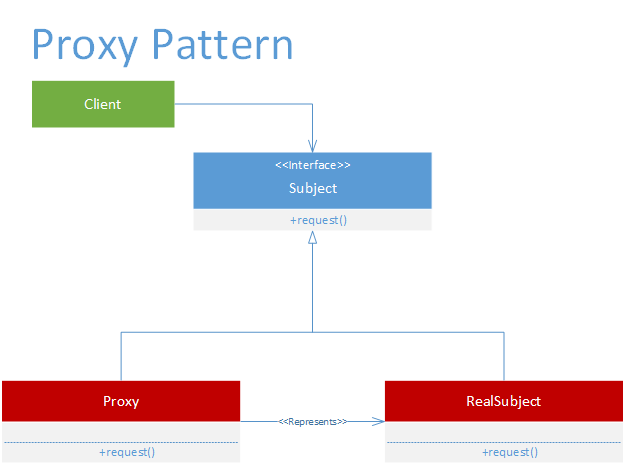 Proxy Pattern
Client
<<Interface>>
Subject
+request()
Proxy
<<Represents>>
RealSubject
+request()
+request()